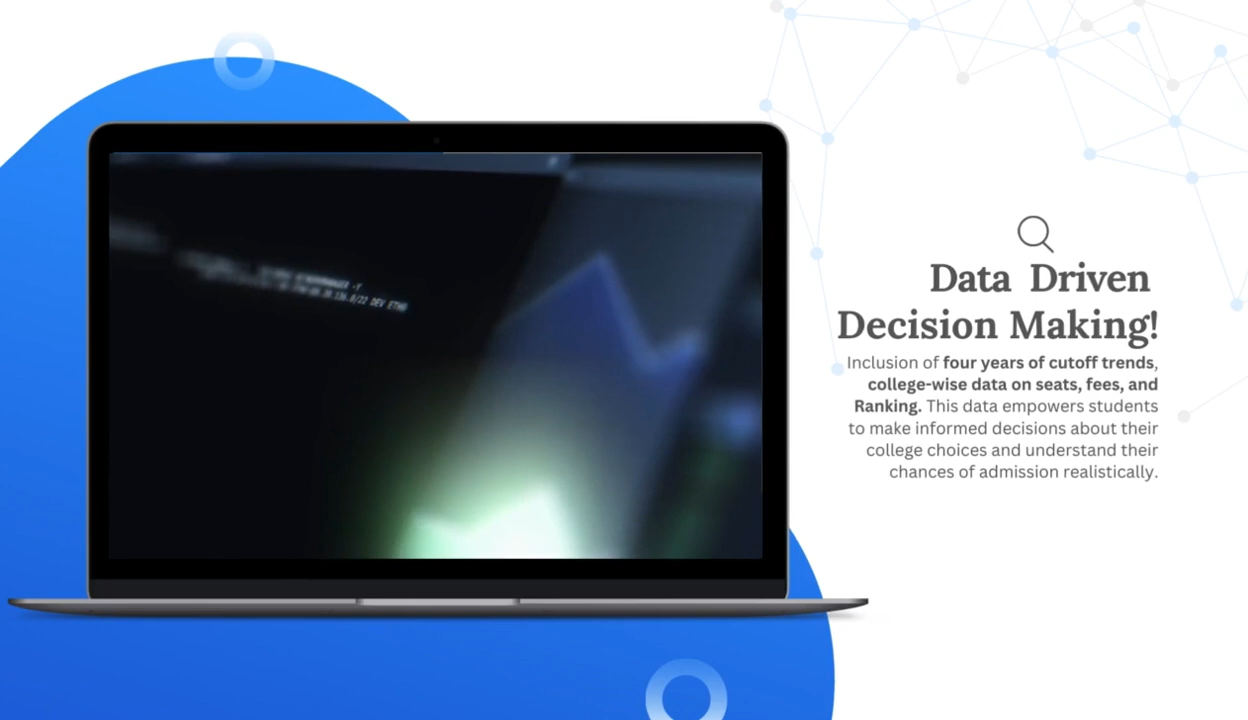 Data Driven
Decision Making!
Inclusion of four years of cutoff trends,
college-wise data on seats, fees, and
Ranking. This data empowers students
to make informed decisions about their
college choices and understand their
chances of admission realistically.
DEV ETH0